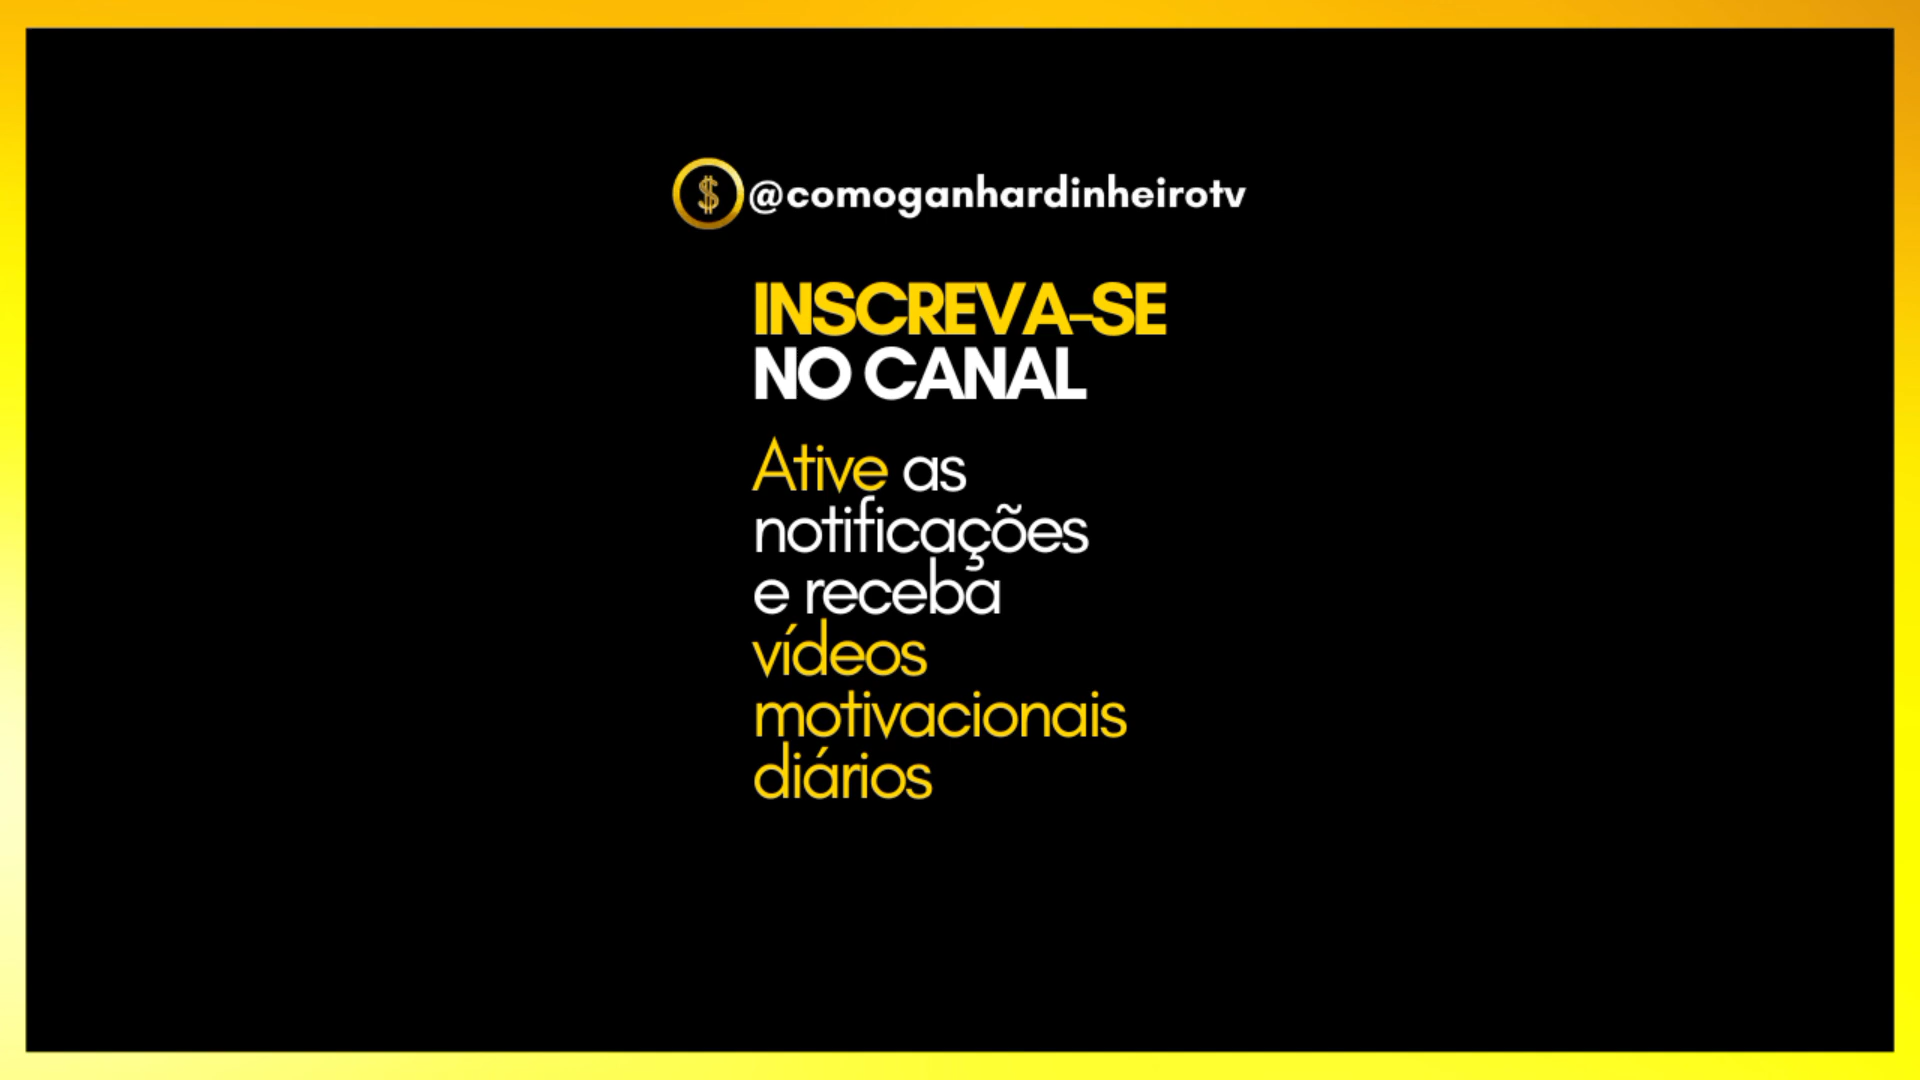 $ @comoganhardinheirotv
INSCREVA-SE
NO CANAL
Ative as
notificações
e receba
vídeos
motivacionais
diários